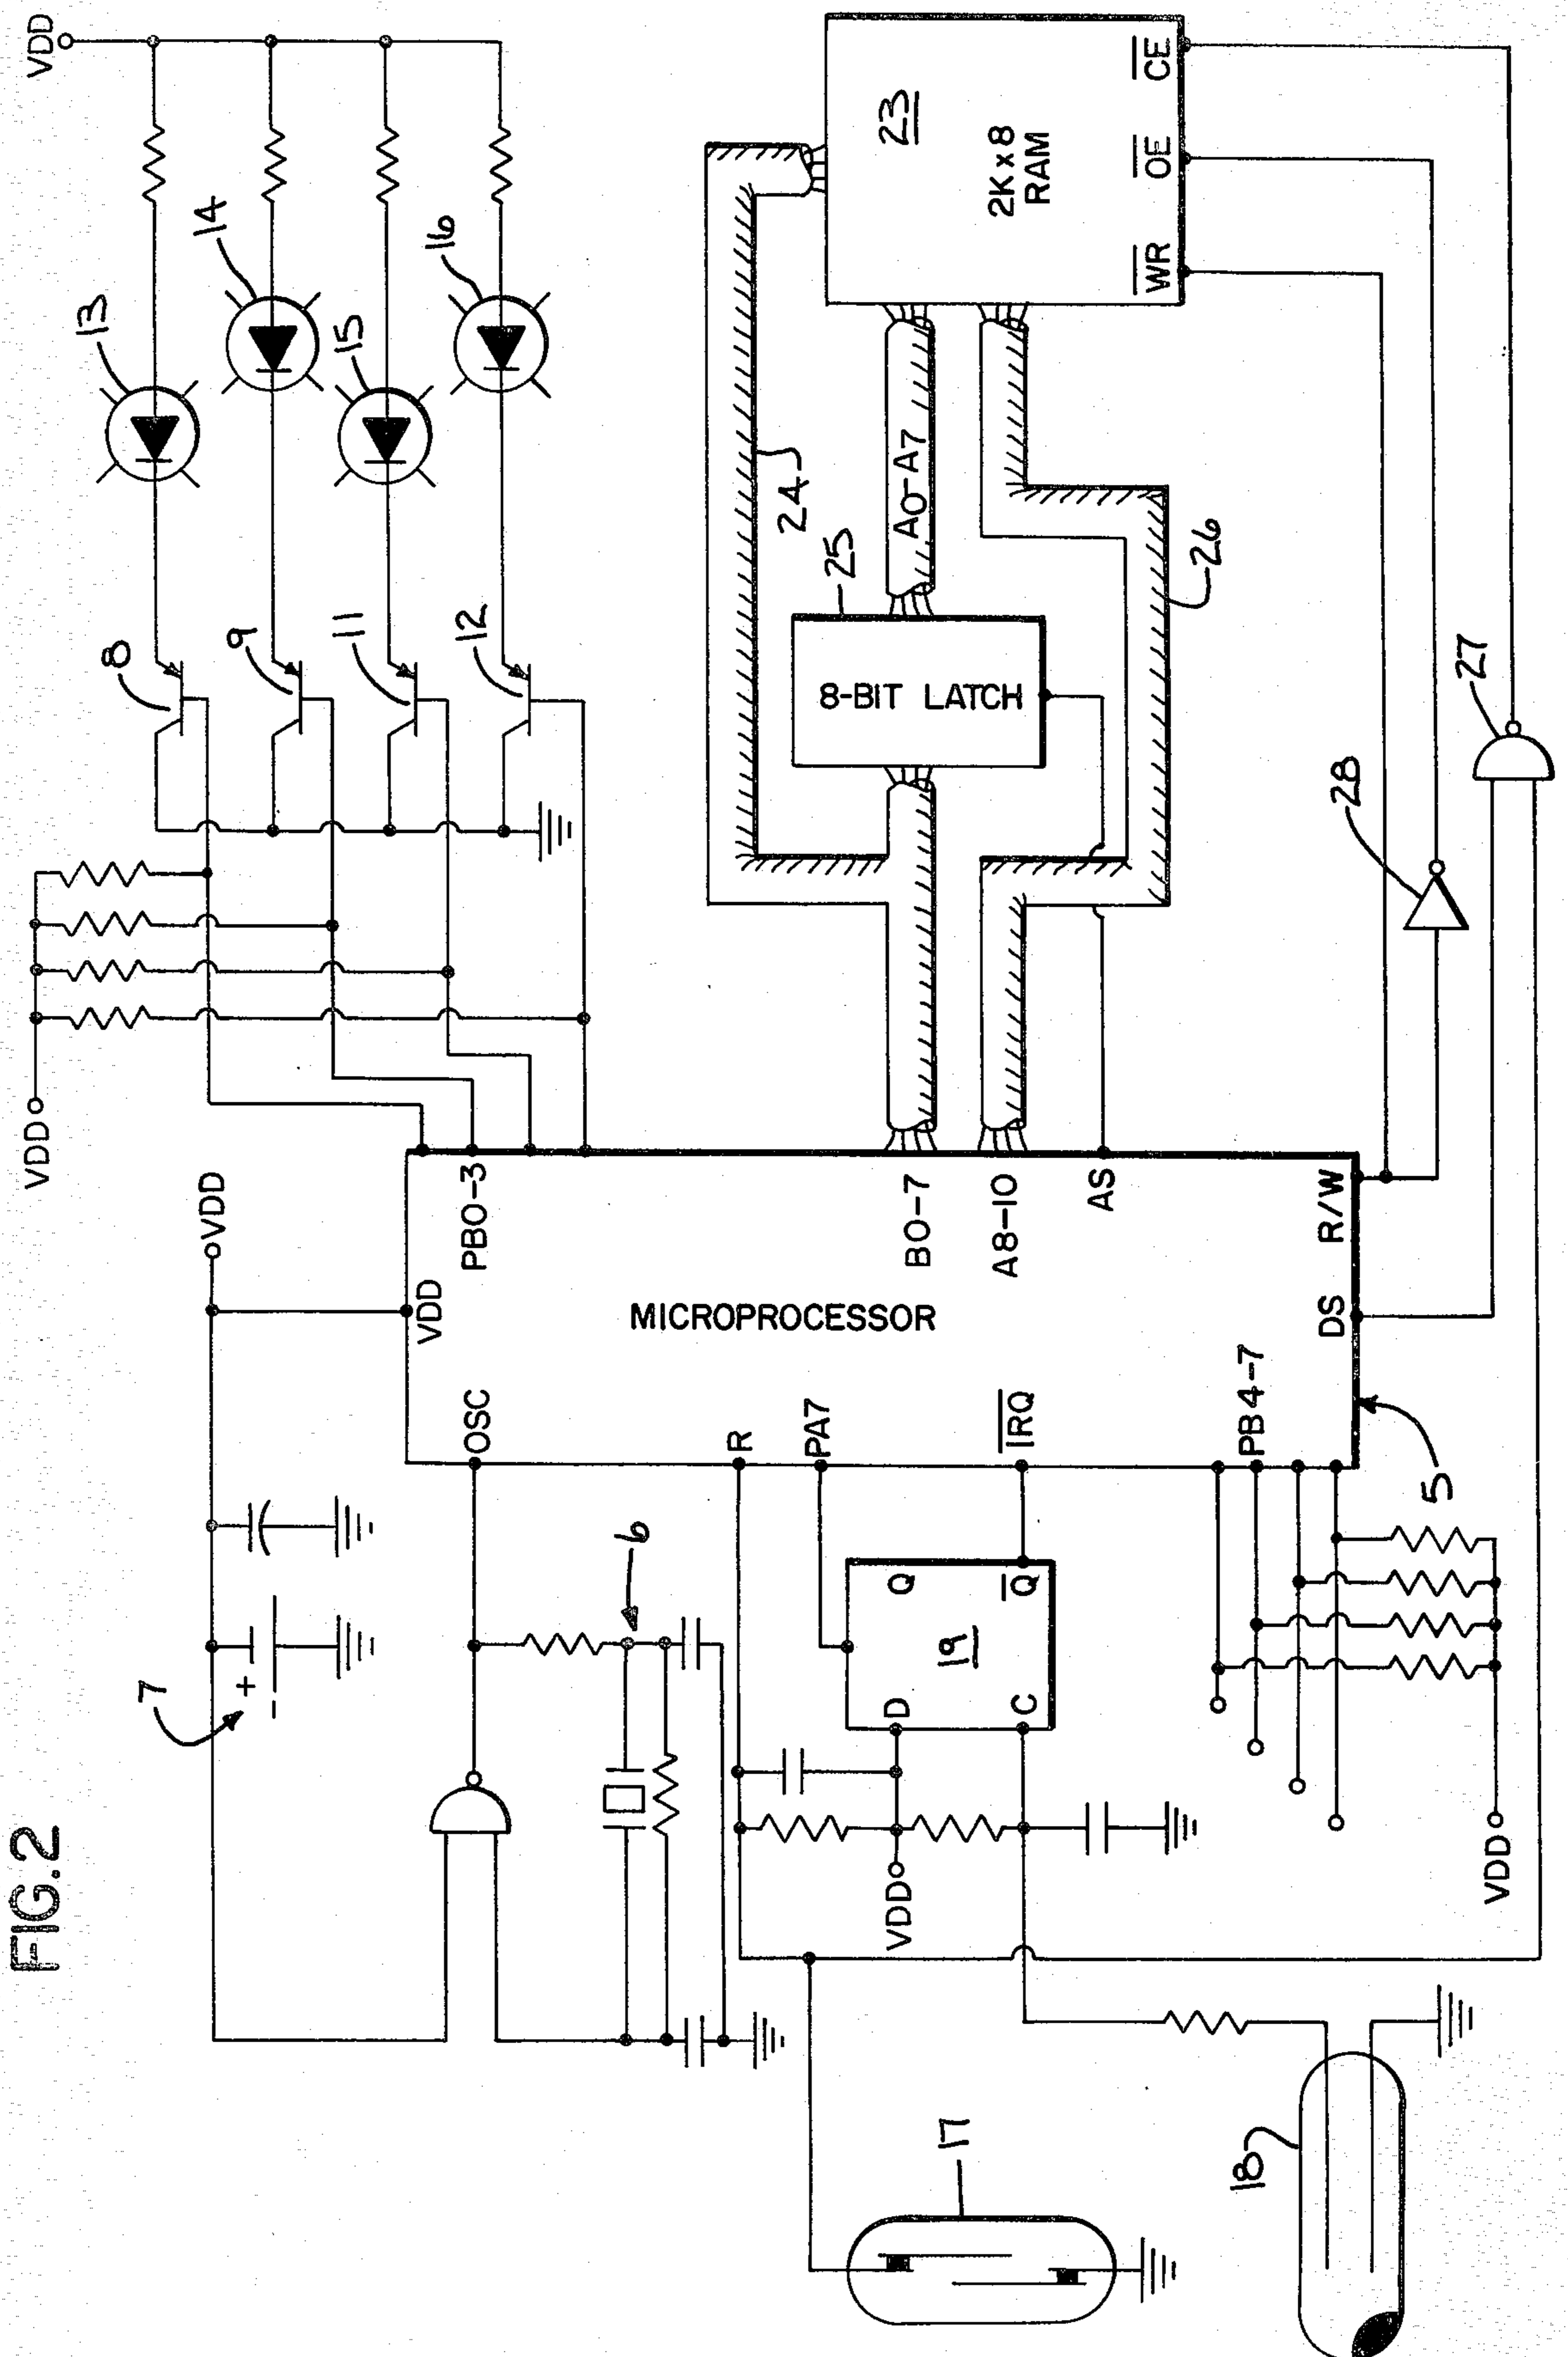 FIG.2
7
+
-
VDD
VDD
VDD
8
9
11
12
13
14
15
16
VDD
OSC
PB0-3
6
R
PA7
IRQ
PB4-7
MICROPROCESSOR
B0-7
A8-10
AS
R/W
DS
5
19
D
Q
C
Q
VDD
VDD
17
18
8-BIT LATCH
25
A0-A7
24
26
23
2K x 8
RAM
WR
OE
CE
27
28